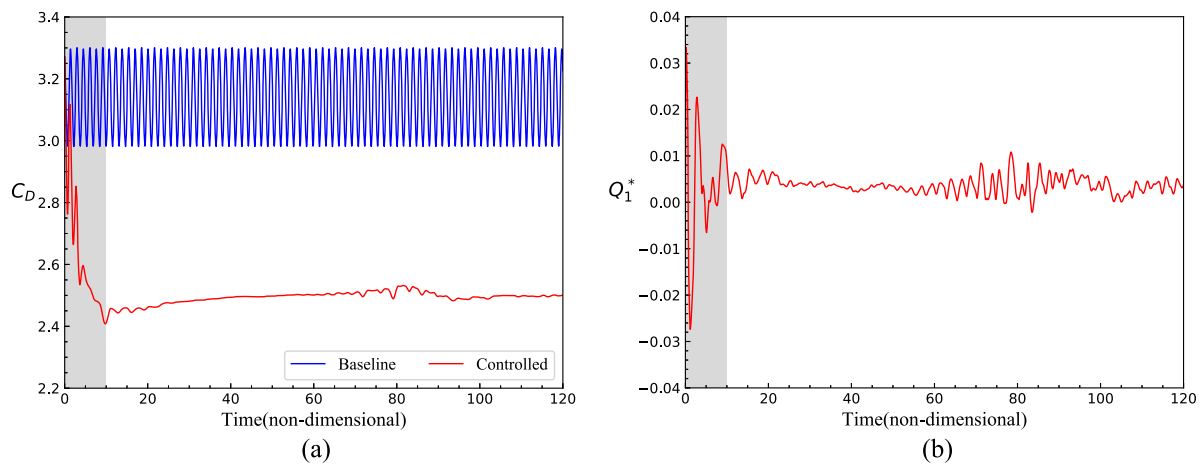 3.4
3.2
3.0
C_D
2.8
2.6
2.4
2.2
Baseline
Controlled
0 20 40 60 80 100 120
Time(non-dimensional)
(a)
0.04
0.03
0.02
0.01
Q_1^*
0.00
−0.01
−0.02
−0.03
−0.04
0 20 40 60 80 100 120
Time(non-dimensional)
(b)